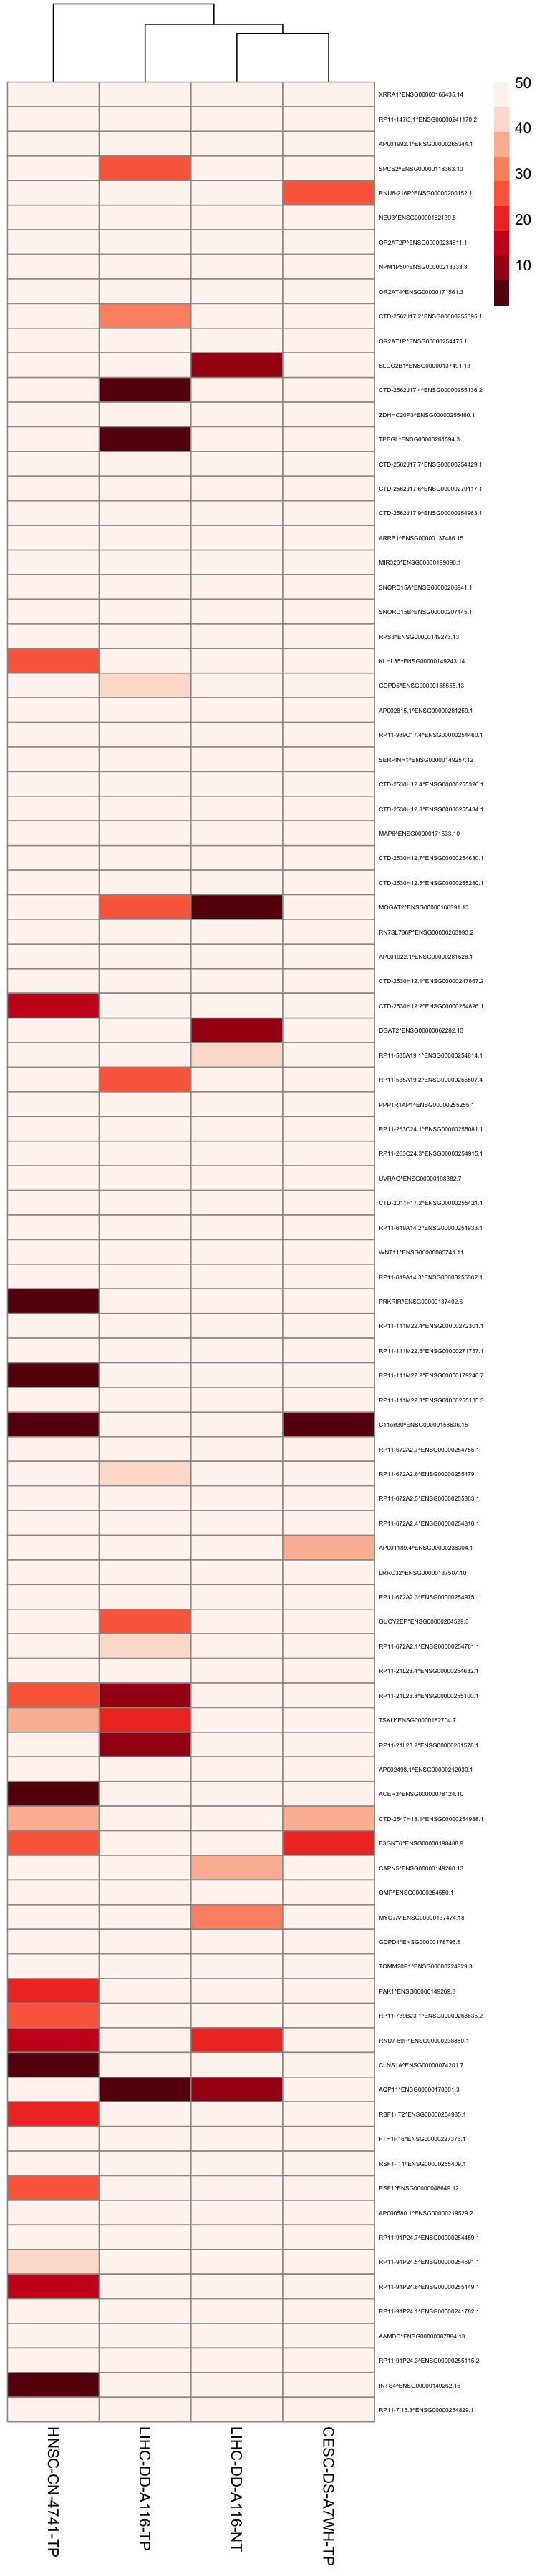 XRRA1^ENSG00000166435.14
50
RP11-147I3.1^ENSG00000241170.2
40
AP001992.1^ENSG00000265344.1
SPCS2^ENSG00000118363.10
30
RNU6-216P^ENSG00000200152.1
NEU3^ENSG00000162139.8
20
OR2AT2P^ENSG00000234611.1
NPM1P50^ENSG00000213333.3
10
OR2AT4^ENSG00000171561.3
CTD-2562J17.2^ENSG00000255395.1
OR2AT1P^ENSG00000254475.1
SLCO2B1^ENSG00000137491.13
CTD-2562J17.4^ENSG00000255136.2
ZDHHC20P3^ENSG00000255460.1
TPBGL^ENSG00000261594.3
CTD-2562J17.7^ENSG00000254429.1
CTD-2562J17.6^ENSG00000279117.1
CTD-2562J17.9^ENSG00000254963.1
ARRB1^ENSG00000137486.15
MIR326^ENSG00000199090.1
SNORD15A^ENSG00000206941.1
SNORD15B^ENSG00000207445.1
RPS3^ENSG00000149273.13
KLHL35^ENSG00000149243.14
GDPD5^ENSG00000158555.13
AP002815.1^ENSG00000281259.1
RP11-939C17.4^ENSG00000254460.1
SERPINH1^ENSG00000149257.12
CTD-2530H12.4^ENSG00000255326.1
CTD-2530H12.8^ENSG00000255434.1
MAP6^ENSG00000171533.10
CTD-2530H12.7^ENSG00000254630.1
CTD-2530H12.5^ENSG00000255280.1
MOGAT2^ENSG00000166391.13
RN7SL786P^ENSG00000263993.2
AP001922.1^ENSG00000281528.1
CTD-2530H12.1^ENSG00000247867.2
CTD-2530H12.2^ENSG00000254826.1
DGAT2^ENSG00000062282.13
RP11-535A19.1^ENSG00000254814.1
RP11-535A19.2^ENSG00000255507.4
PPP1R1AP1^ENSG00000255255.1
RP11-263C24.1^ENSG00000255081.1
RP11-263C24.3^ENSG00000254915.1
UVRAG^ENSG00000198382.7
CTD-2011F17.2^ENSG00000255421.1
RP11-619A14.2^ENSG00000254933.1
WNT11^ENSG00000085741.11
RP11-619A14.3^ENSG00000255362.1
PRKRIR^ENSG00000137492.6
RP11-111M22.4^ENSG00000272301.1
RP11-111M22.5^ENSG00000271757.1
RP11-111M22.2^ENSG00000179240.7
RP11-111M22.3^ENSG00000255135.3
C11orf30^ENSG00000158636.15
RP11-672A2.7^ENSG00000254755.1
RP11-672A2.6^ENSG00000255479.1
RP11-672A2.5^ENSG00000255363.1
RP11-672A2.4^ENSG00000254810.1
AP001189.4^ENSG00000236304.1
LRRC32^ENSG00000137507.10
RP11-672A2.3^ENSG00000254975.1
GUCY2EP^ENSG00000204529.3
RP11-672A2.1^ENSG00000254761.1
RP11-21L23.4^ENSG00000254632.1
RP11-21L23.3^ENSG00000255100.1
TSKU^ENSG00000182704.7
RP11-21L23.2^ENSG00000261578.1
AP002498.1^ENSG00000212030.1
ACER3^ENSG00000078124.10
CTD-2547H18.1^ENSG00000254988.1
B3GNT6^ENSG00000198488.9
CAPN5^ENSG00000149260.13
OMP^ENSG00000254550.1
MYO7A^ENSG00000137474.18
GDPD4^ENSG00000178795.8
TOMM20P1^ENSG00000224829.3
PAK1^ENSG00000149269.8
RP11-739B23.1^ENSG00000268635.2
RNU7-59P^ENSG00000238880.1
CLNS1A^ENSG00000074201.7
AQP11^ENSG00000178301.3
RSF1-IT2^ENSG00000254985.1
FTH1P16^ENSG00000227376.1
RSF1-IT1^ENSG00000255409.1
RSF1^ENSG00000048649.12
AP000580.1^ENSG00000219529.2
RP11-91P24.7^ENSG00000254459.1
RP11-91P24.5^ENSG00000254691.1
RP11-91P24.6^ENSG00000255449.1
RP11-91P24.1^ENSG00000241782.1
AAMDC^ENSG00000087884.13
RP11-91P24.3^ENSG00000255115.2
INTS4^ENSG00000149262.15
RP11-7I15.3^ENSG00000254829.1
HNSC-CN-4741-TP
LIHC-DD-A116-TP
LIHC-DD-A116-NT
CESC-DS-A7WH-TP